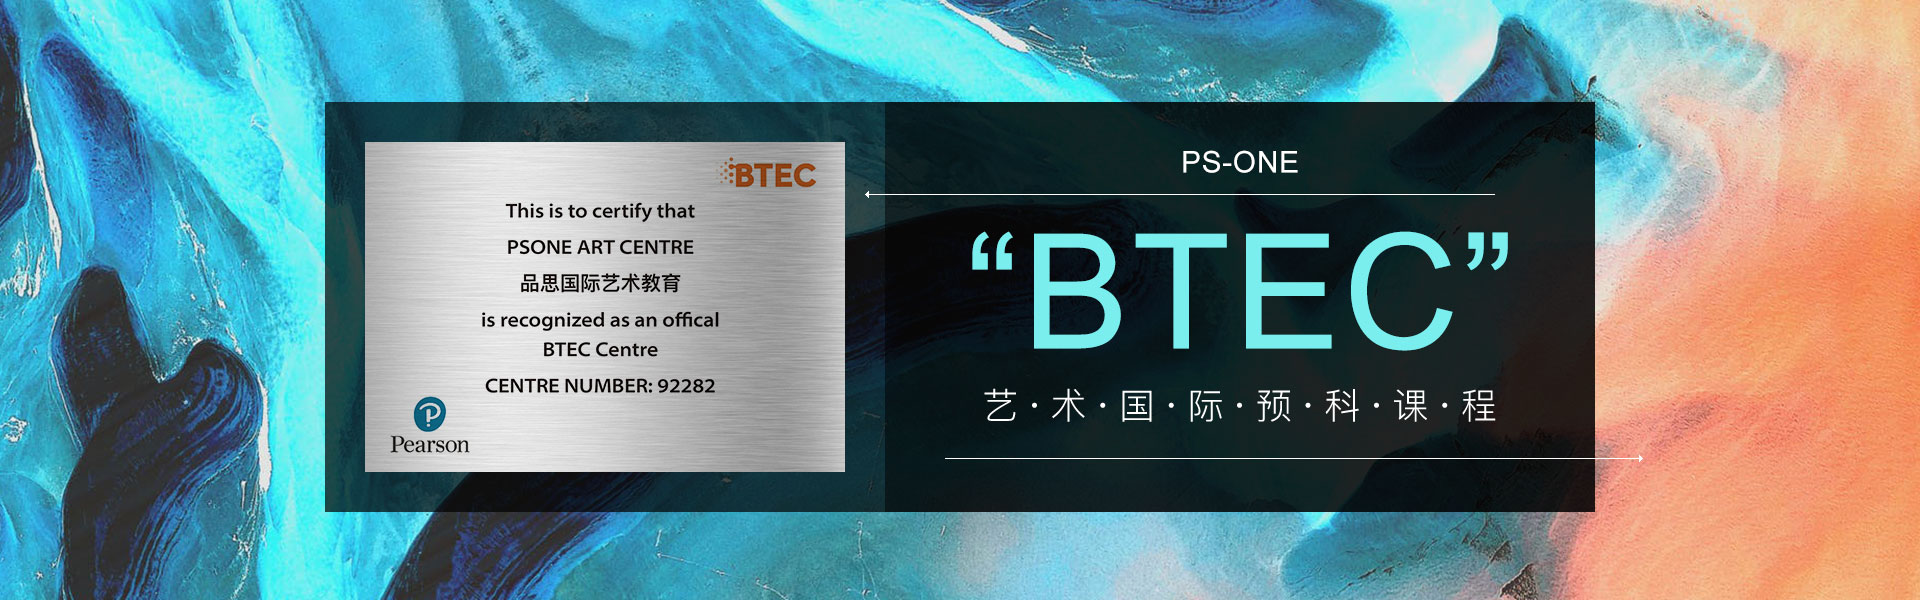 BTEC
This is to certify that
PSONE ART CENTRE
品思国际艺术教育
is recognized as an offical
BTEC Centre
CENTRE NUMBER: 92282
Pearson
PS-ONE
“BTEC”
艺·术·国·际·预·科·课·程